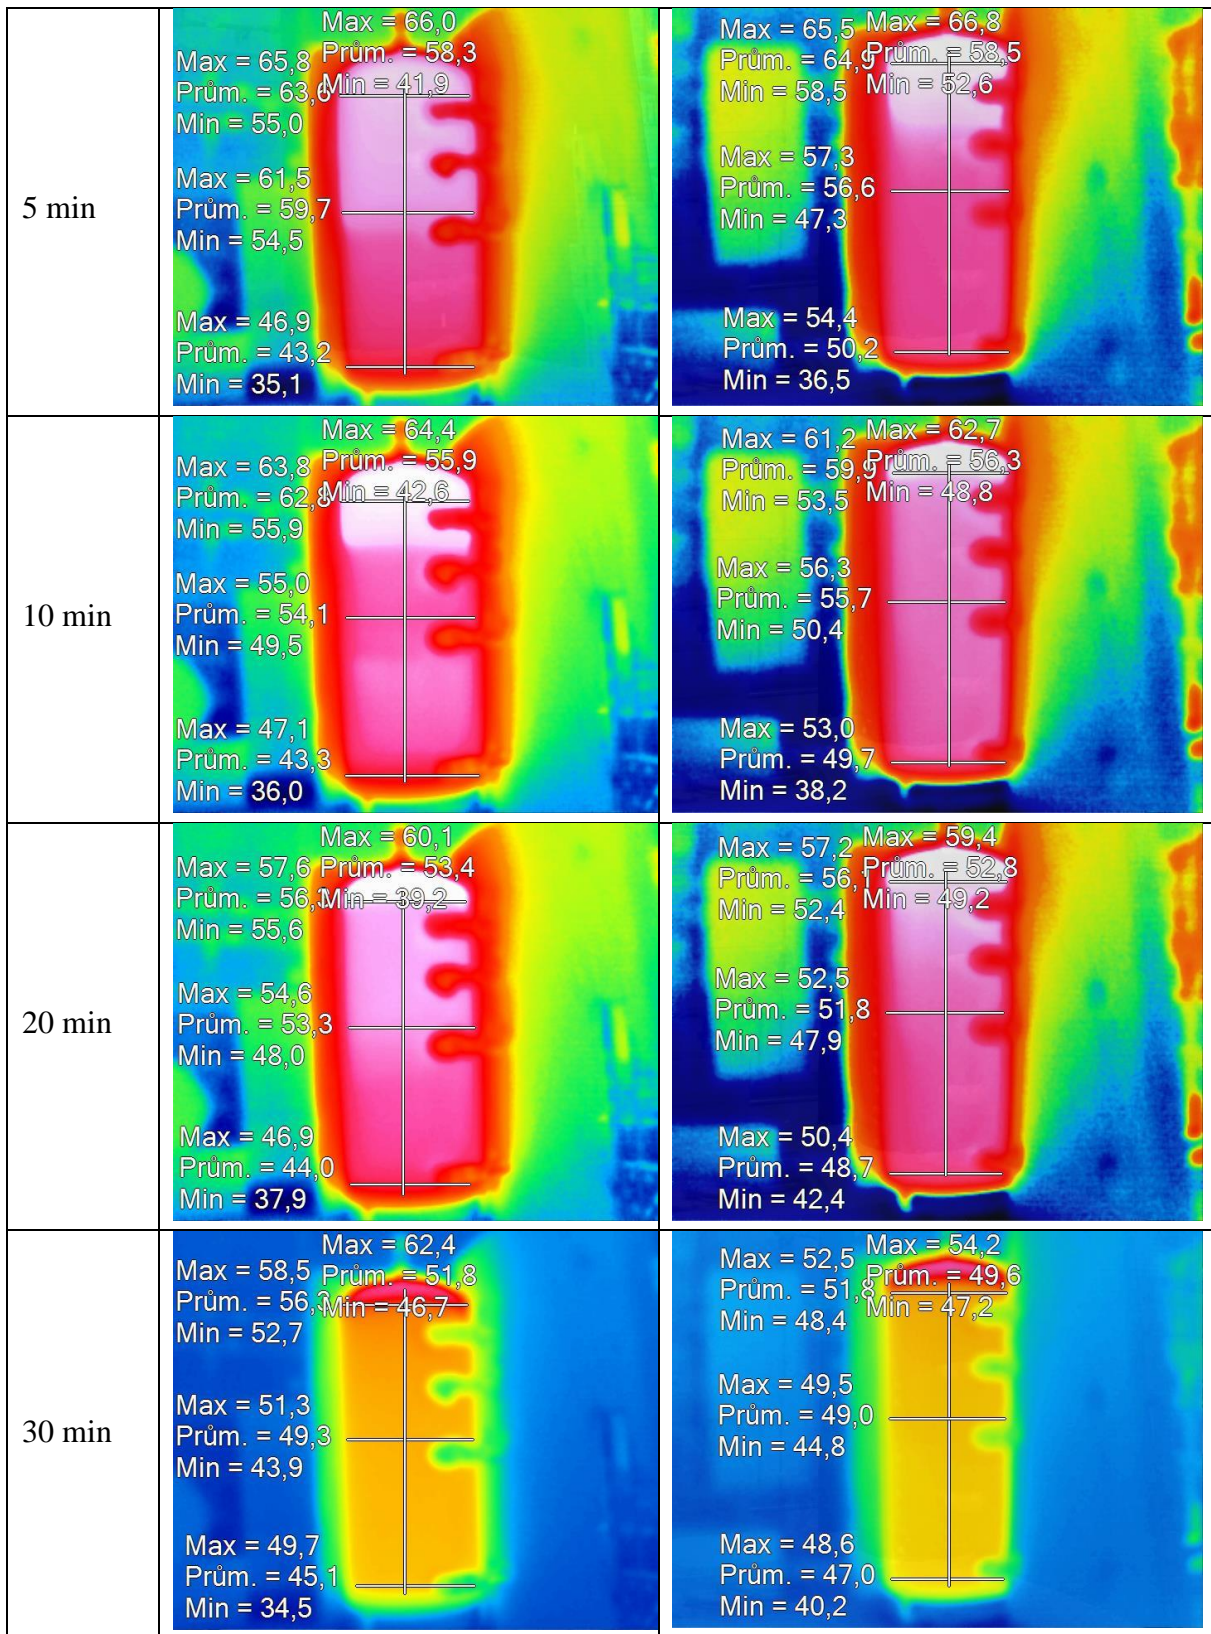 5 min
Max = 66,0
Prům. = 58,3
Min = 41,9
Max = 65,8
Prům. = 63,6
Min = 55,0
Max = 61,5
Prům. = 59,7
Min = 54,5
Max = 46,9
Prům. = 43,2
Min = 35,1
Max = 65,5
Prům. = 64,9
Min = 58,5
Max = 66,8
Prům. = 58,5
Min = 52,6
Max = 57,3
Prům. = 56,6
Min = 47,3
Max = 54,4
Prům. = 50,2
Min = 36,5
10 min
Max = 64,4
Prům. = 55,9
Min = 42,6
Max = 63,8
Prům. = 62,8
Min = 55,9
Max = 55,0
Prům. = 54,1
Min = 49,5
Max = 47,1
Prům. = 43,3
Min = 36,0
Max = 61,2
Prům. = 59,9
Min = 53,5
Max = 62,7
Prům. = 56,3
Min = 48,8
Max = 56,3
Prům. = 55,7
Min = 50,4
Max = 53,0
Prům. = 49,7
Min = 38,2
20 min
Max = 60,1
Prům. = 53,4
Min = 39,2
Max = 57,6
Prům. = 56,3
Min = 55,6
Max = 54,6
Prům. = 53,3
Min = 48,0
Max = 46,9
Prům. = 44,0
Min = 37,9
Max = 57,2
Prům. = 56,
Min = 52,4
Max = 59,4
Prům. = 52,8
Min = 49,2
Max = 52,5
Prům. = 51,8
Min = 47,9
Max = 50,4
Prům. = 48,7
Min = 42,4
30 min
Max = 62,4
Prům. = 51,8
Min = 46,7
Max = 58,5
Prům. = 56,3
Min = 52,7
Max = 51,3
Prům. = 49,3
Min = 43,9
Max = 49,7
Prům. = 45,1
Min = 34,5
Max = 52,5
Prům. = 51,8
Min = 48,4
Max = 54,2
Prům. = 49,6
Min = 47,2
Max = 49,5
Prům. = 49,0
Min = 44,8
Max = 48,6
Prům. = 47,0
Min = 40,2